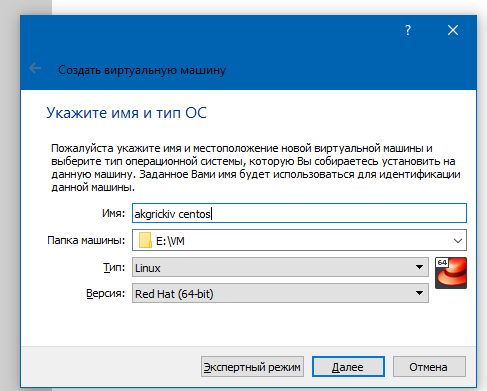 ?
Создать виртуальную машину
Укажите имя и тип ОС
Пожалуйста укажите имя и местоположение новой виртуальной машины и
выберите тип операционной системы, которую Вы собираетесь установить на
данную машину. Заданное Вами имя будет использоваться для идентификации
данной машины.
Имя: akgrickiv centos
Папка машины: E:\VM
Тип: Linux
64
Версия: Red Hat (64-bit)
Экспертный режим Далее Отмена